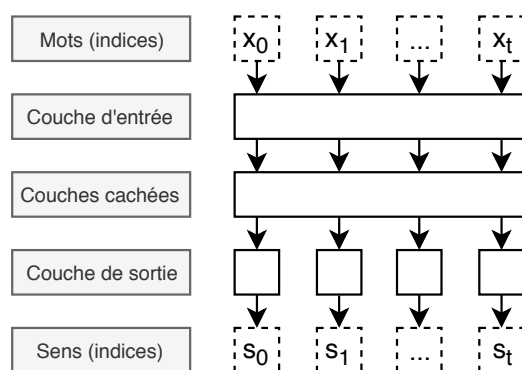 Mots (indices) x0 x1 ... xt
Couche d'entrée
Couches cachées
Couche de sortie
Sens (indices) s0 s1 ... st